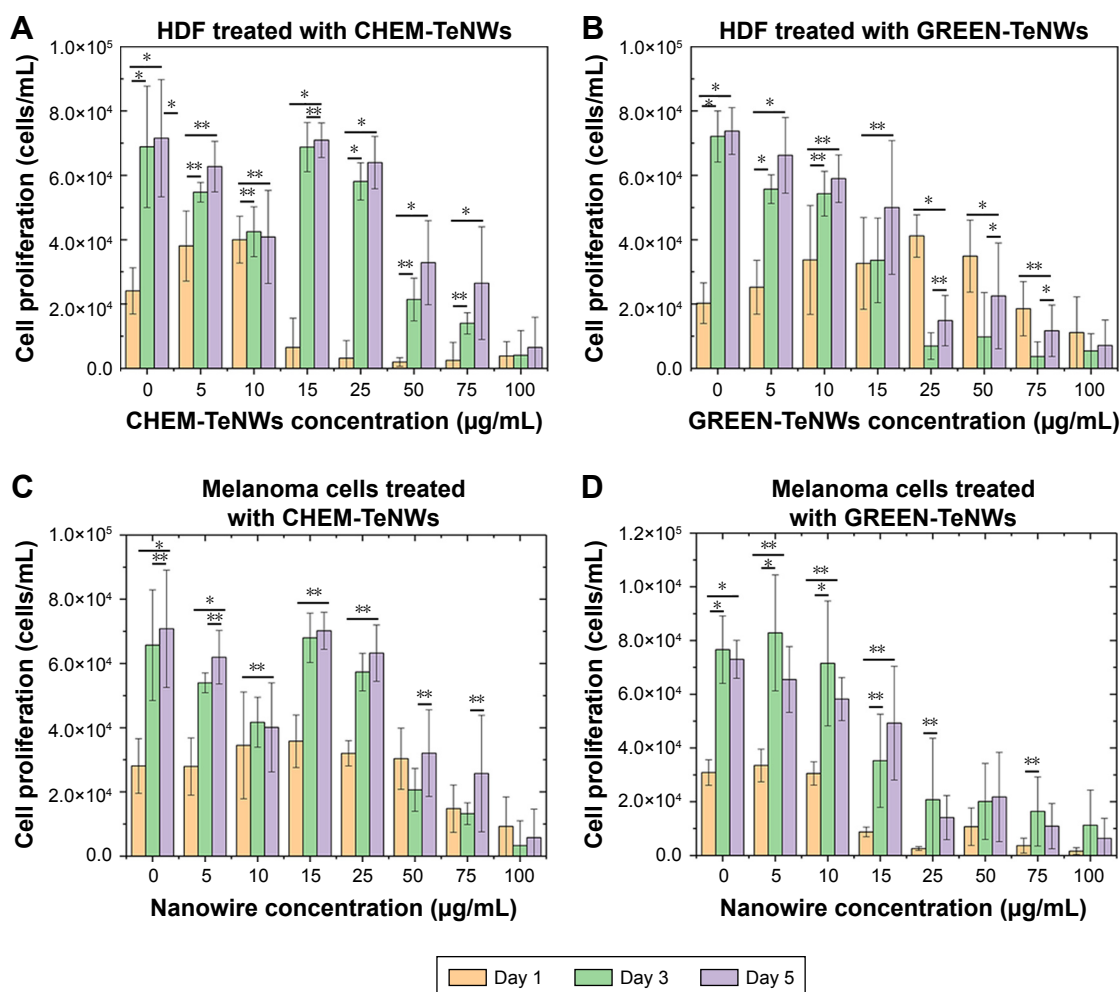 A
HDF treated with CHEM-TeNWs
Cell proliferation (cells/mL)
1.0×10⁵
8.0×10⁴
6.0×10⁴
4.0×10⁴
2.0×10⁴
0.0
* * * ** ** ** ** * ** * * * ** * **
0 5 10 15 25 50 75 100
CHEM-TeNWs concentration (µg/mL)
B
HDF treated with GREEN-TeNWs
Cell proliferation (cells/mL)
1.0×10⁵
8.0×10⁴
6.0×10⁴
4.0×10⁴
2.0×10⁴
0.0
* * * * ** ** ** * ** * * ** *
0 5 10 15 25 50 75 100
GREEN-TeNWs concentration (µg/mL)
C
Melanoma cells treated
with CHEM-TeNWs
Cell proliferation (cells/mL)
1.0×10⁵
8.0×10⁴
6.0×10⁴
4.0×10⁴
2.0×10⁴
0.0
* ** * ** ** ** ** ** **
0 5 10 15 25 50 75 100
Nanowire concentration (µg/mL)
D
Melanoma cells treated
with GREEN-TeNWs
Cell proliferation (cells/mL)
1.2×10⁵
1.0×10⁴
8.0×10⁴
6.0×10⁴
4.0×10⁴
2.0×10⁴
0.0
* * ** * ** * ** ** ** **
0 5 10 15 25 50 75 100
Nanowire concentration (µg/mL)
Day 1 Day 3 Day 5